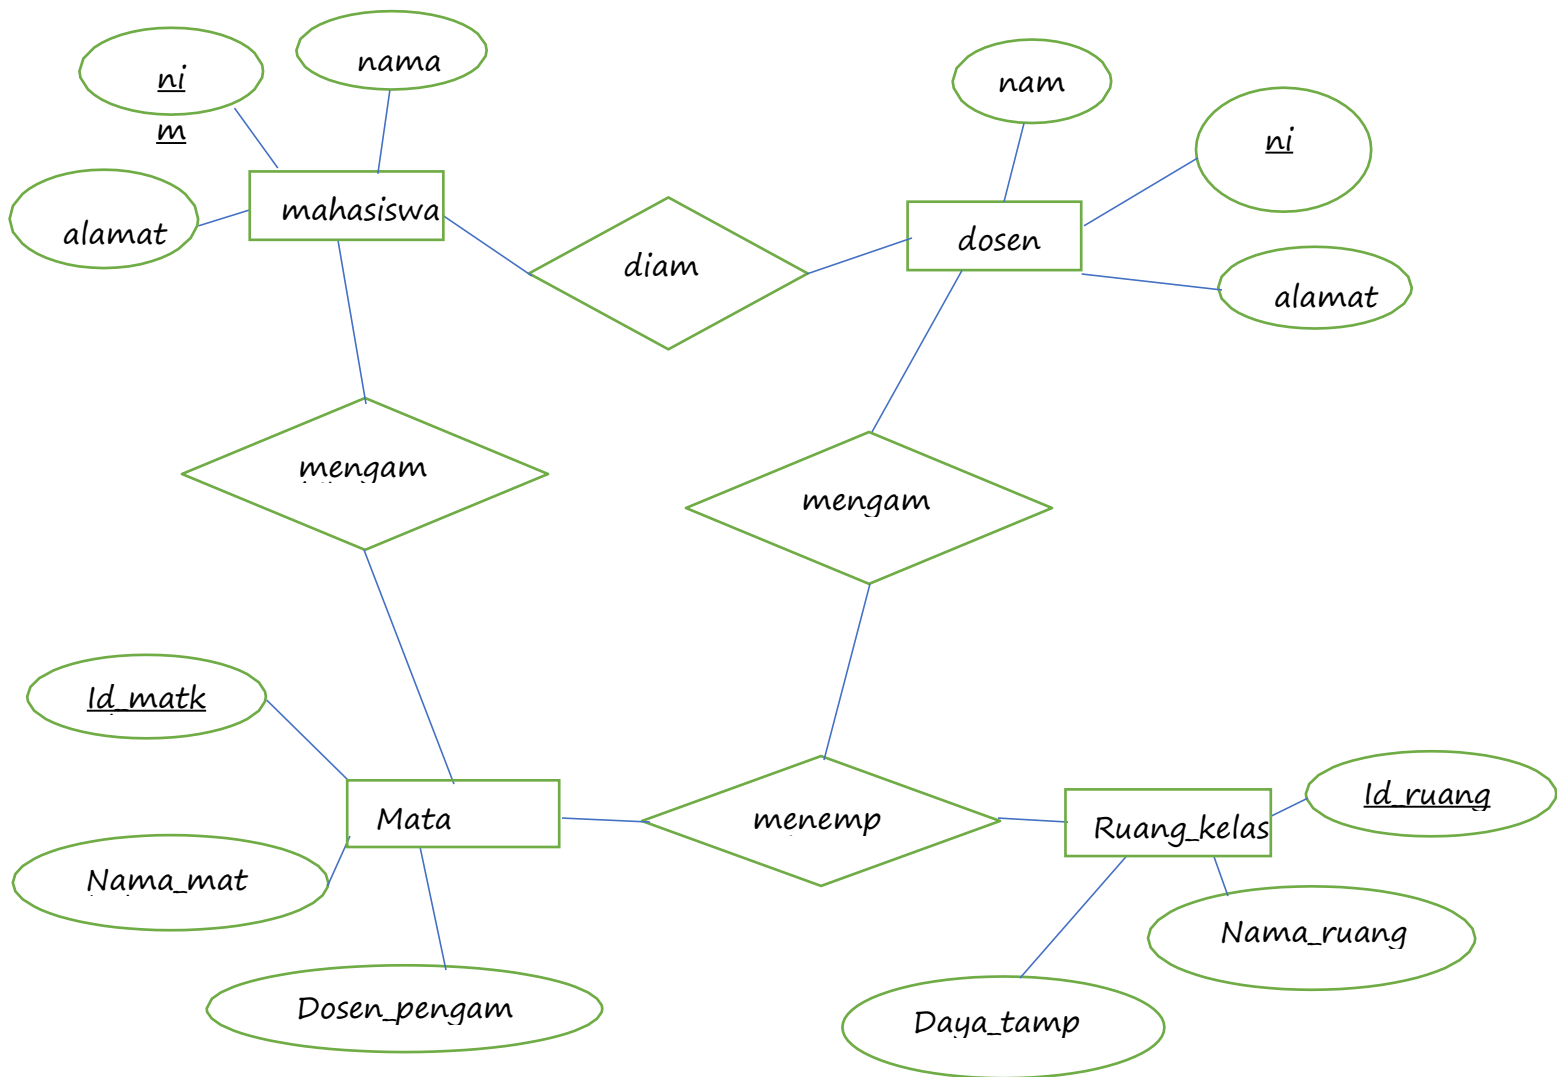 ni
m
nama
nam
ni
alamat
mahasiswa
diam
dosen
alamat
mengam
mengam
Id_matk
Mata
menemp
Ruang_kelas
Id_ruang
Nama_mat
Nama_ruang
Dosen_pengam
Daya_tamp